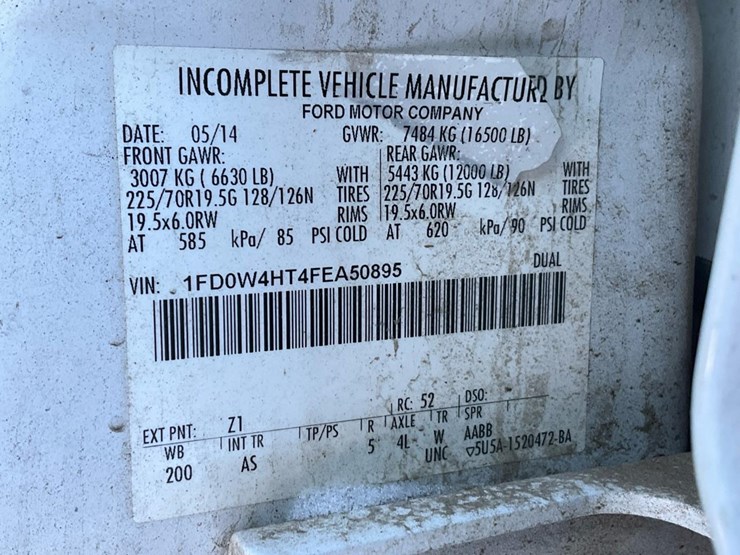 INCOMPLETE VEHICLE MANUFACTURD BY
FORD MOTOR COMPANY
DATE: 05/14 GVWR: 7484 KG (16500 LB)
FRONT GAWR: REAR GAWR:
3007 KG ( 6630 LB) WITH 5443 KG (12000 LB) WITH
225/70R19.5G 128/126N TIRES 225/70R19.5G 128/126N TIRES
19.5x6.0RW RIMS 19.5x6.0RW RIMS
AT 585 kPa/ 85 PSI COLD AT 620 kPa/ 90 PSI COLD
DUAL
VIN: 1FD0W4HT4FEA50895
RC: 52 DSO:
EXT PNT: Z1
WB INT TR TP/PS R AXLE TR SPR
200 AS 5 4L W AABB
UNC ▽5U5A-1520472-BA